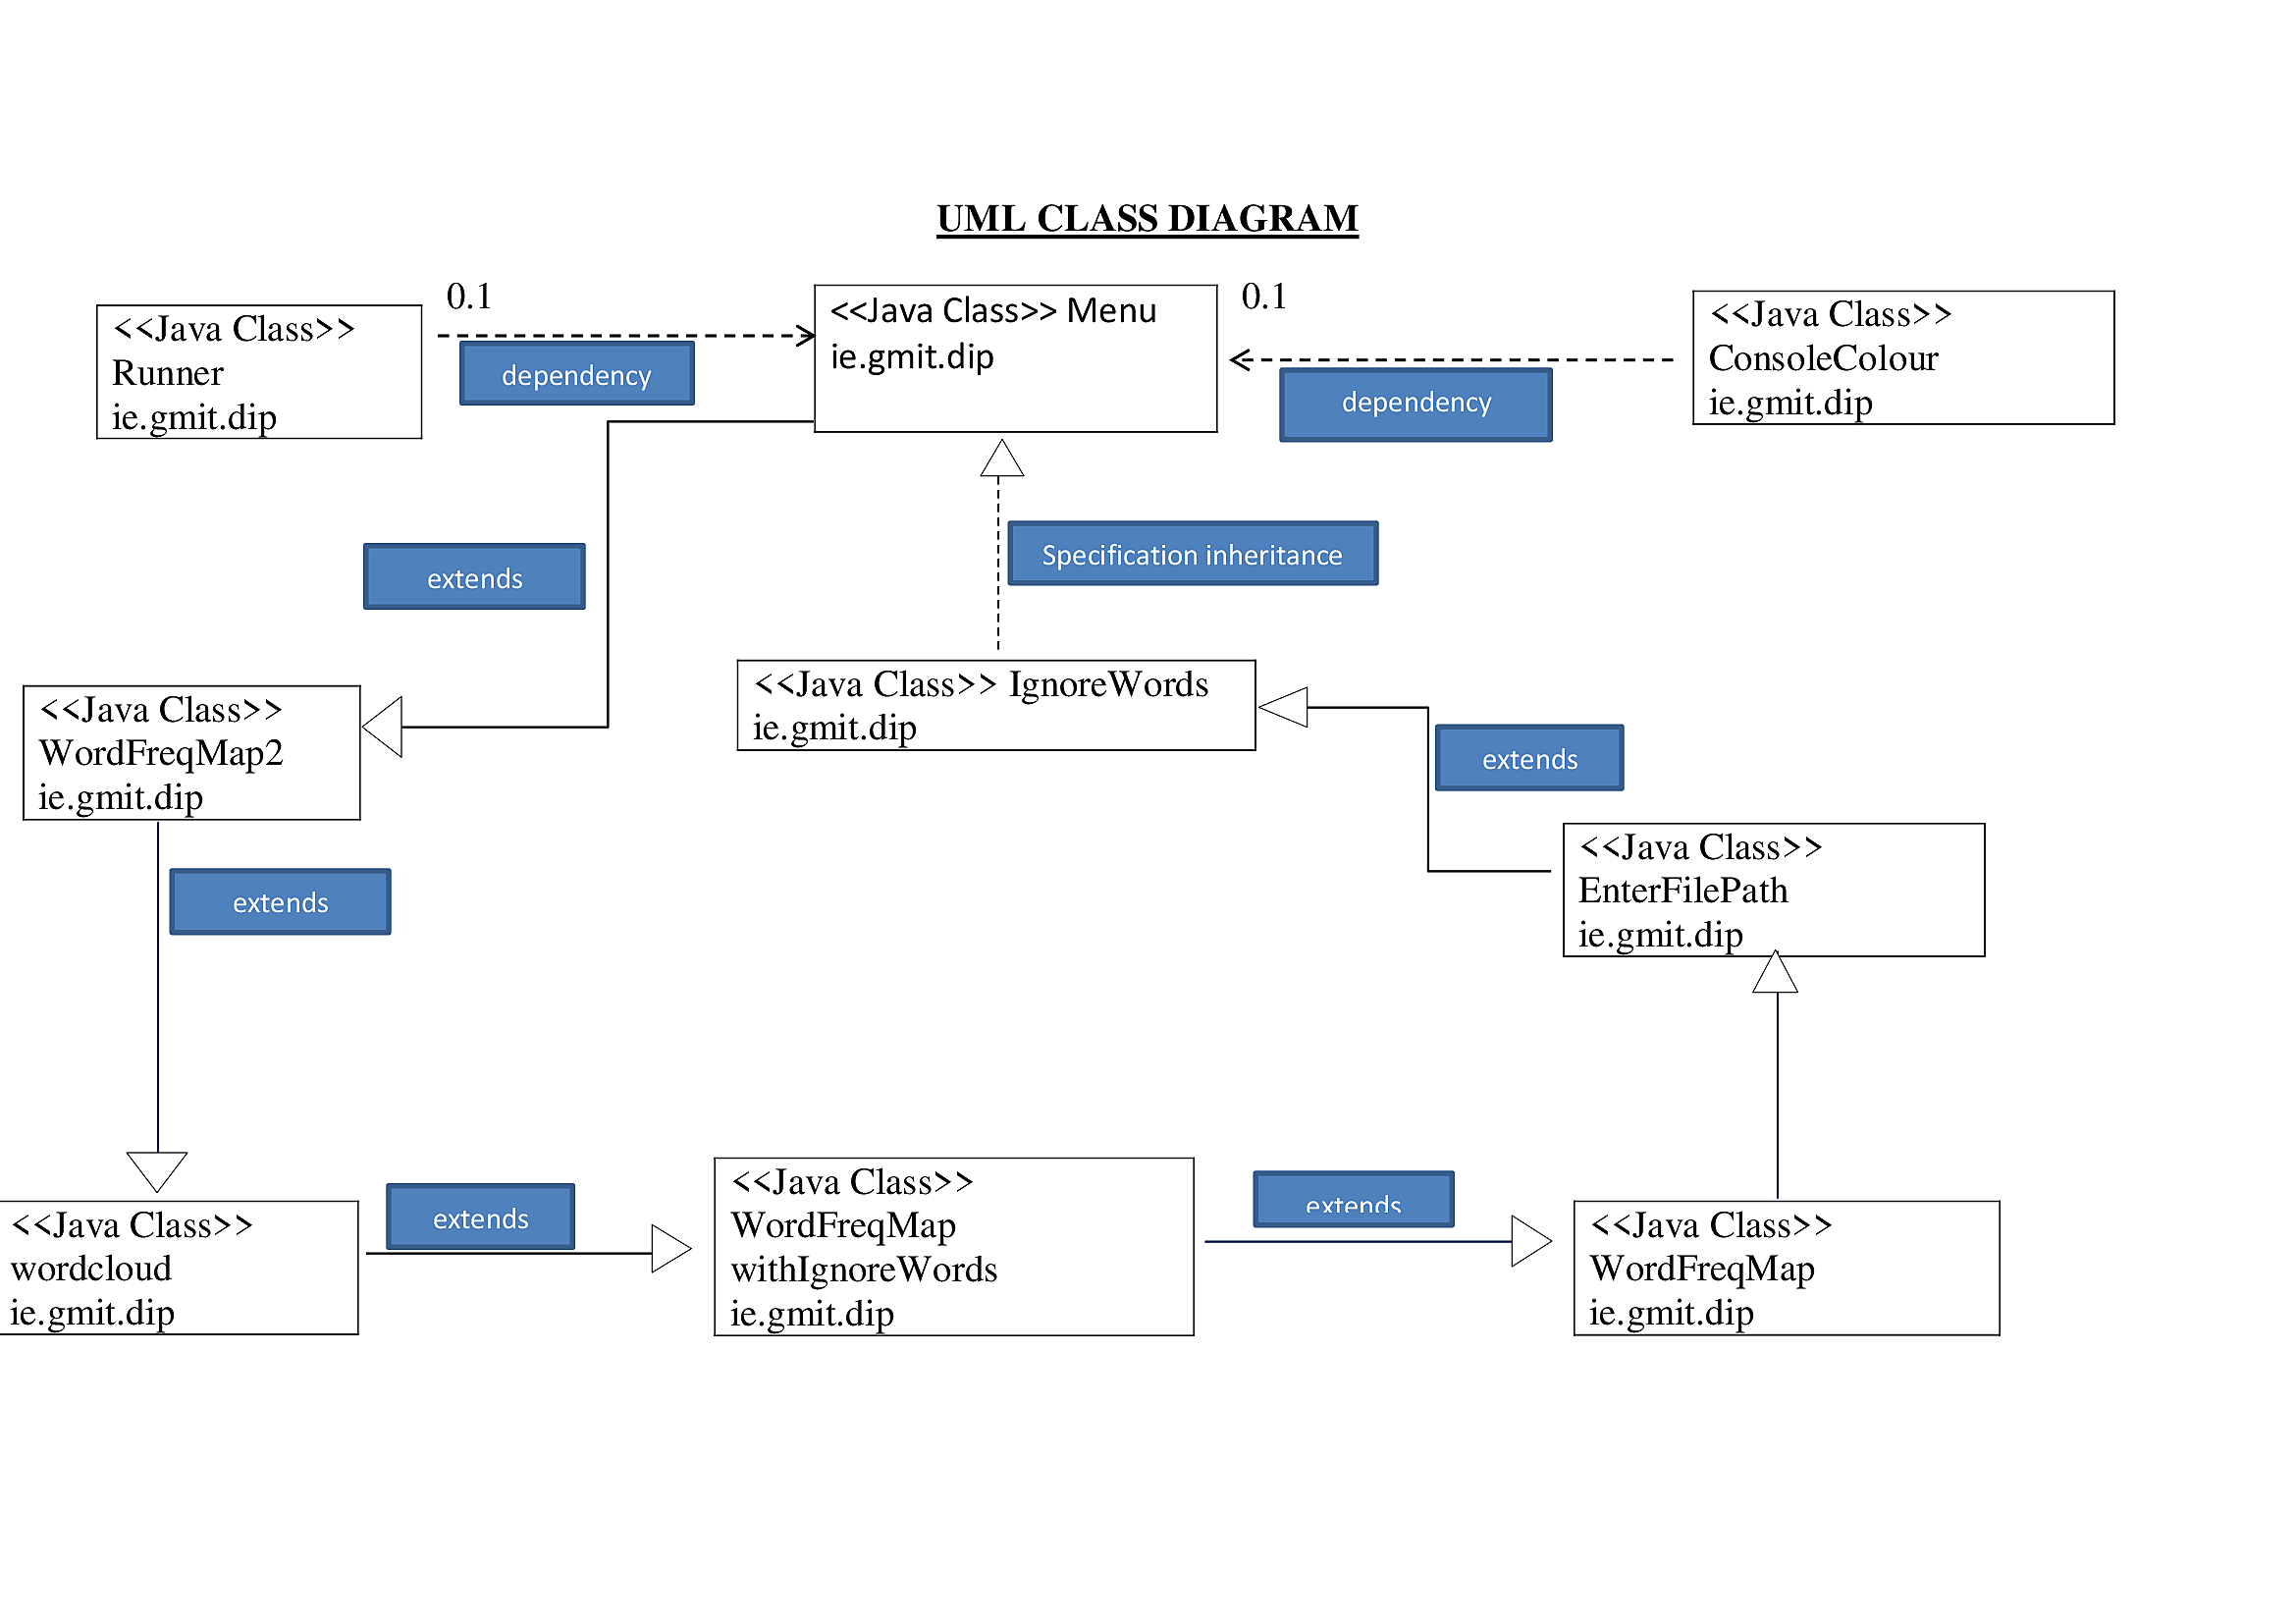 UML CLASS DIAGRAM
0.1
0.1
<<Java Class>>
Runner
ie.gmit.dip
dependency
<<Java Class>> Menu
ie.gmit.dip
dependency
<<Java Class>>
ConsoleColour
ie.gmit.dip
extends
Specification inheritance
<<Java Class>>
WordFreqMap2
ie.gmit.dip
<<Java Class>> IgnoreWords
ie.gmit.dip
extends
<<Java Class>>
EnterFilePath
ie.gmit.dip
extends
<<Java Class>>
wordcloud
ie.gmit.dip
extends
<<Java Class>>
WordFreqMap
withIgnoreWords
ie.gmit.dip
extends
<<Java Class>>
WordFreqMap
ie.gmit.dip